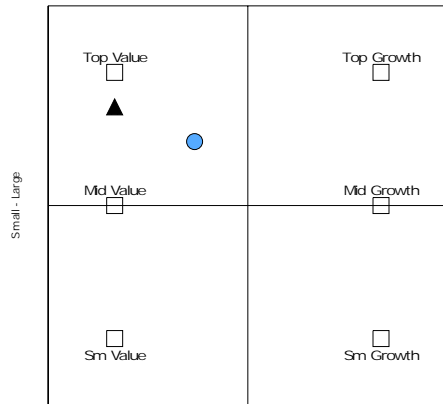 Top Value
Top Growth
Mid Value
Mid Growth
Small - Large
Sm Value
Sm Growth